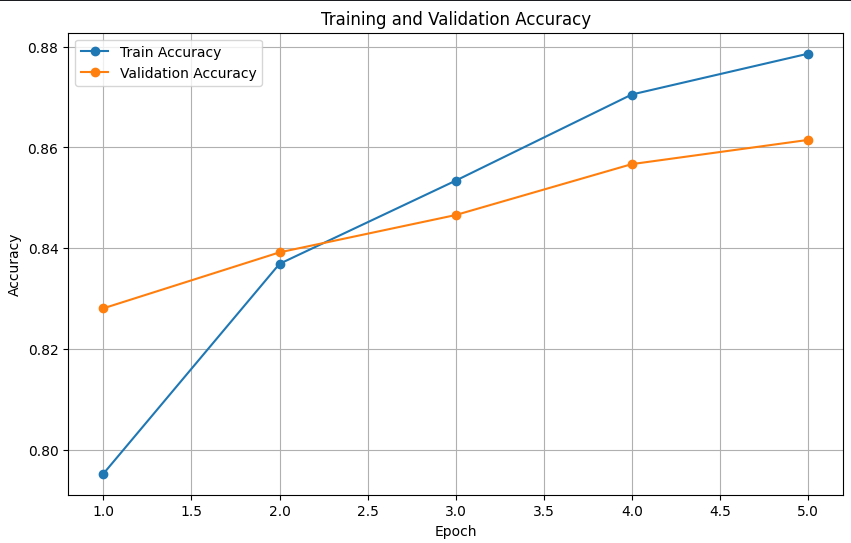 Training and Validation Accuracy
Train Accuracy
Validation Accuracy
0.88
0.86
0.84
0.82
0.80
Accuracy
1.0 1.5 2.0 2.5 3.0 3.5 4.0 4.5 5.0
Epoch